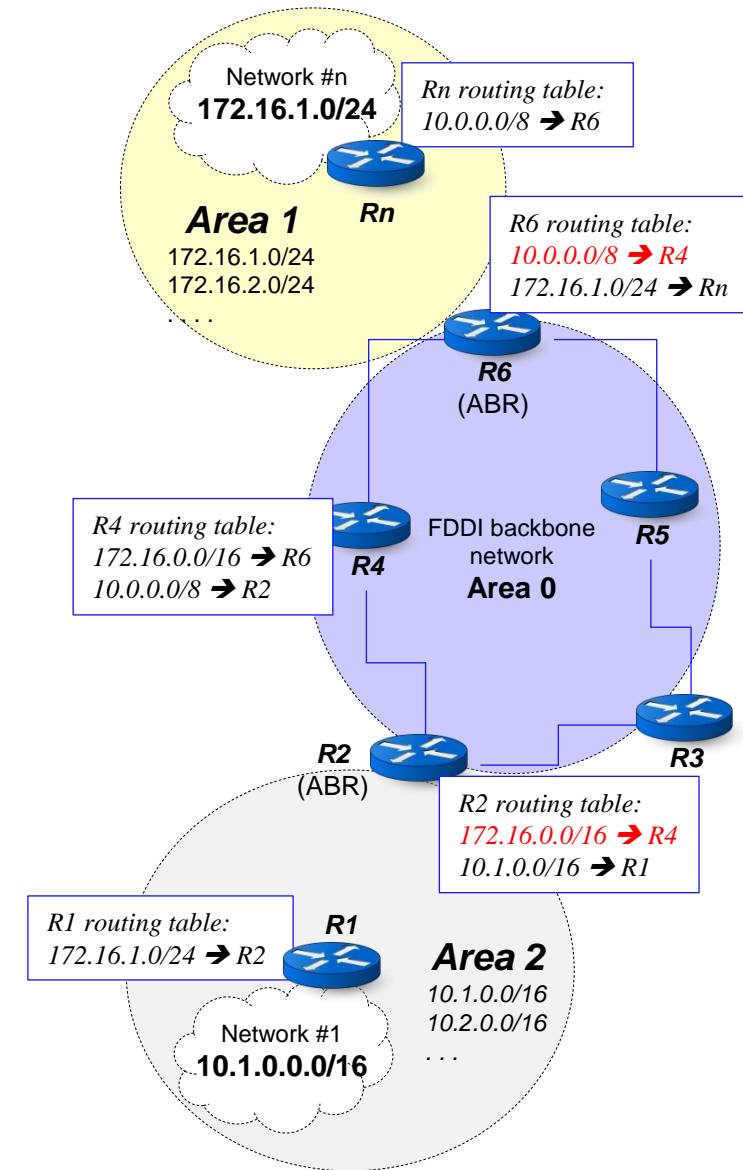 Network #n
172.16.1.0/24
Rn routing table:
10.0.0.0/8 ➔ R6
Rn
Area 1
172.16.1.0/24
172.16.2.0/24
. . . .
R6 routing table:
10.0.0.0/8 ➔ R4
172.16.1.0/24 ➔ Rn
R6
(ABR)
R4 routing table:
172.16.0.0/16 ➔ R6
10.0.0.0/8 ➔ R2
R4
FDDI backbone
network
Area 0
R5
R2
(ABR)
R3
R2 routing table:
172.16.0.0/16 ➔ R4
10.1.0.0/16 ➔ R1
R1 routing table:
172.16.1.0/24 ➔ R2
R1
Area 2
10.1.0.0/16
10.2.0.0/16
. . .
Network #1
10.1.0.0.0/16